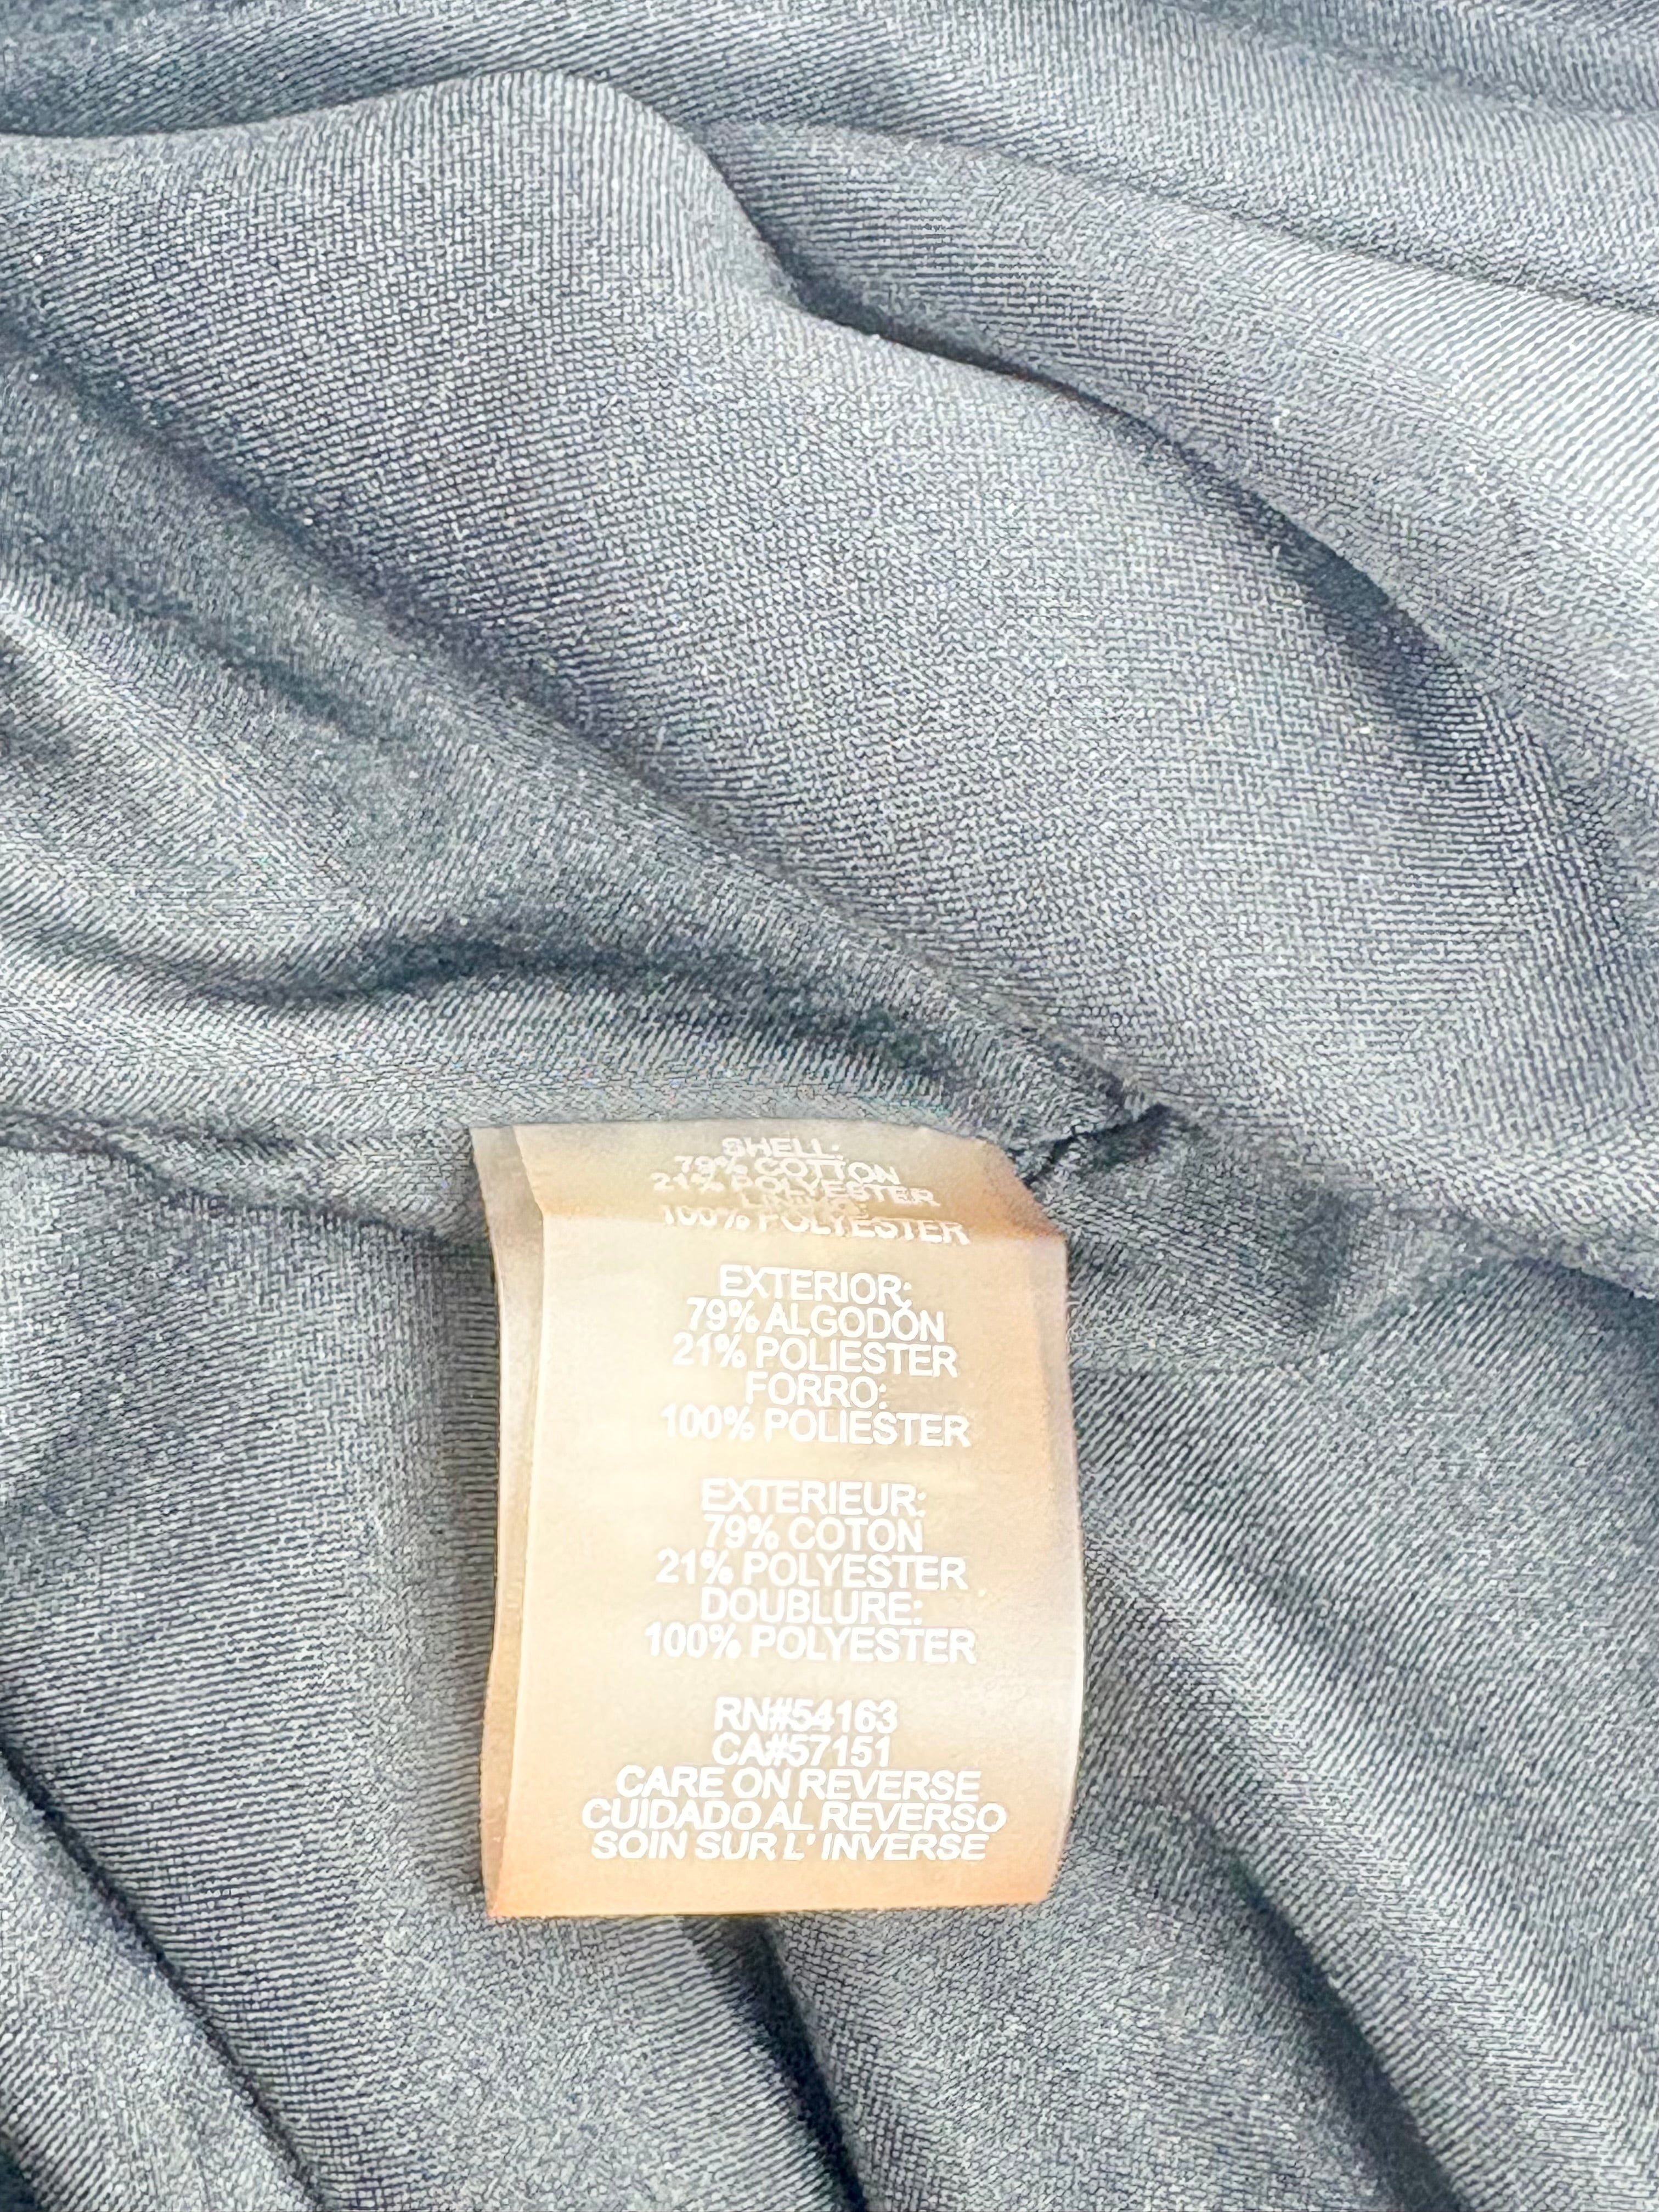 SHELL:
79% COTTON
21% POLYESTER
100% POLYESTER
EXTERIOR:
79% ALGODÓN
21% POLIESTER
FORRO:
100% POLIESTER
EXTERIEUR:
79% COTON
21% POLYESTER
DOUBLURE:
100% POLYESTER
RN#54163
CA#57151
CARE ON REVERSE
CUIDADO AL REVERSO
SOIN SUR L' INVERSE